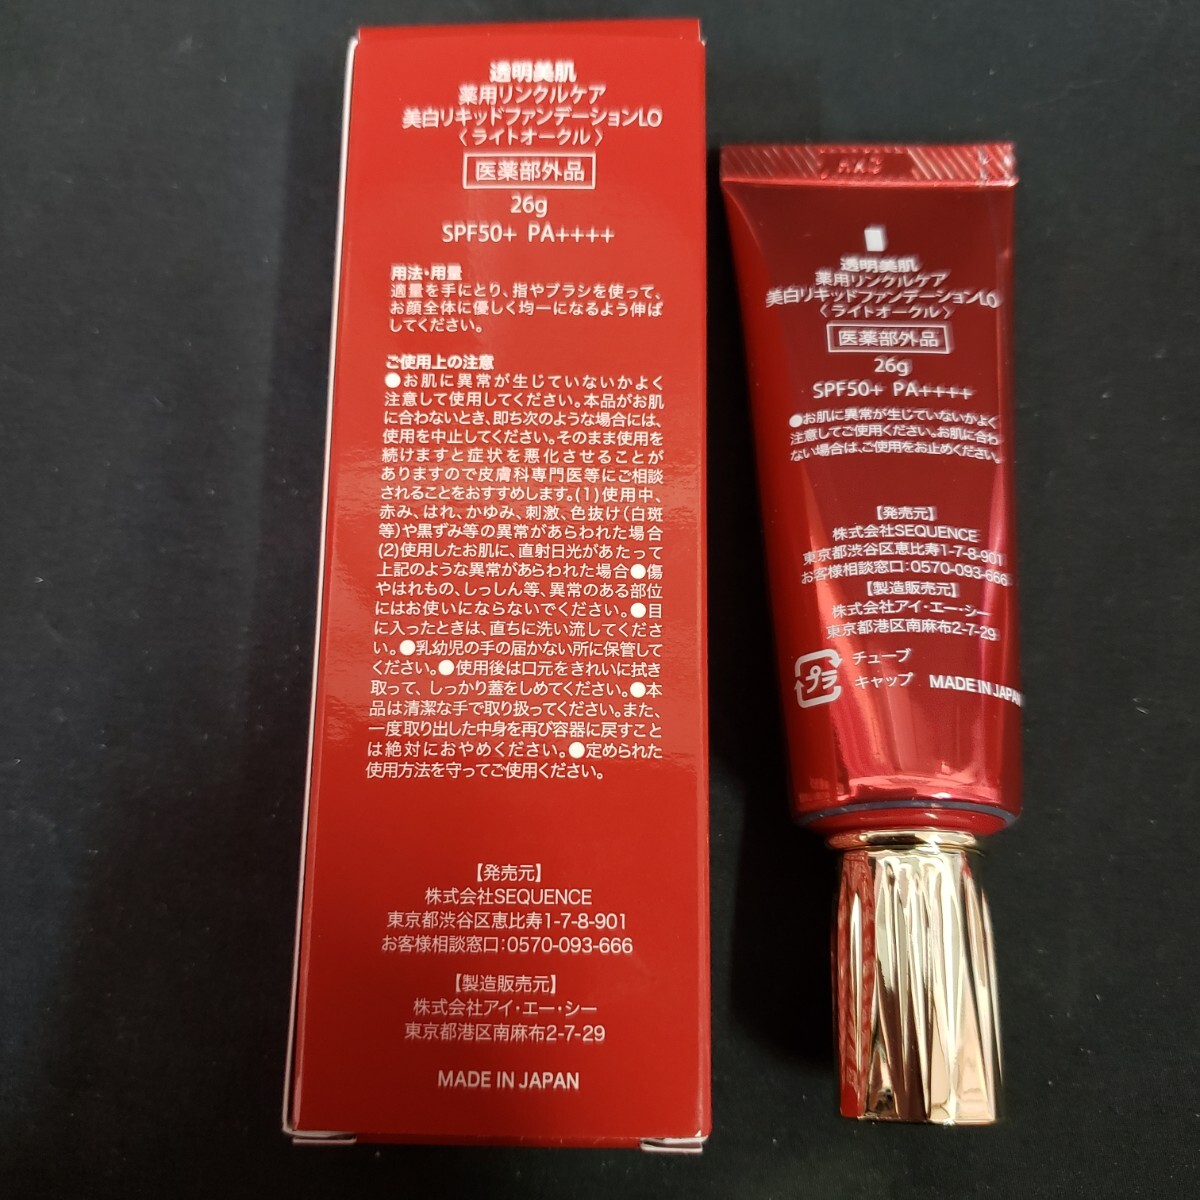 透明美肌
薬用リンクルケア
美白リキッドファンデーションLO
〈ライトオークル〉
医薬部外品
26g
SPF50+ PA++++
用法・用量
適量を手にとり、指やブラシを使って、
お顔全体に優しく均一になるよう伸ば
してください。
ご使用上の注意
●お肌に異常が生じていないかよく
注意して使用してください。本品がお肌
に合わないとき、即ち次のような場合には、
使用を中止してください。そのまま使用を
続けますと症状を悪化させることが
ありますので皮膚科専門医等にご相談
されることをおすすめします。(1)使用中、
赤み、はれ、かゆみ、刺激、色抜け(白斑
等)や黒ずみ等の異常があらわれた場合
(2)使用したお肌に、直射日光があたって
上記のような異常があらわれた場合●傷
やはれもの、しっしん等、異常のある部位
にはお使いにならないでください。●目
に入ったときは、直ちに洗い流してくださ
い。●乳幼児の手の届かない所に保管して
ください。●使用後は口元をきれいに拭き
取って、しっかり蓋をしめてください。●本
品は清潔な手で取り扱ってください。また、
一度取り出した中身を再び容器に戻すこと
は絶対におやめください。●定められた
使用方法を守ってご使用ください。
【発売元】
株式会社SEQUENCE
東京都渋谷区恵比寿1-7-8-901
お客様相談窓口:0570-093-666
【製造販売元】
株式会社アイ・エー・シー
東京都港区南麻布2-7-29
MADE IN JAPAN
透明美肌
薬用リンクルケア
美白リキッドファンデーションLO
〈ライトオークル〉
医薬部外品
26g
SPF50+ PA++++
●お肌に異常が生じていないかよく
注意してご使用ください。お肌に合わ
ない場合は、ご使用をお止めください。
【発売元】
株式会社SEQUENCE
東京都渋谷区恵比寿1-7-8-901
お客様相談窓口:0570-093-666
【製造販売元】
株式会社アイ・エー・シー
東京都港区南麻布2-7-29
プラ
チューブ
キャップ MADE IN JAPAN